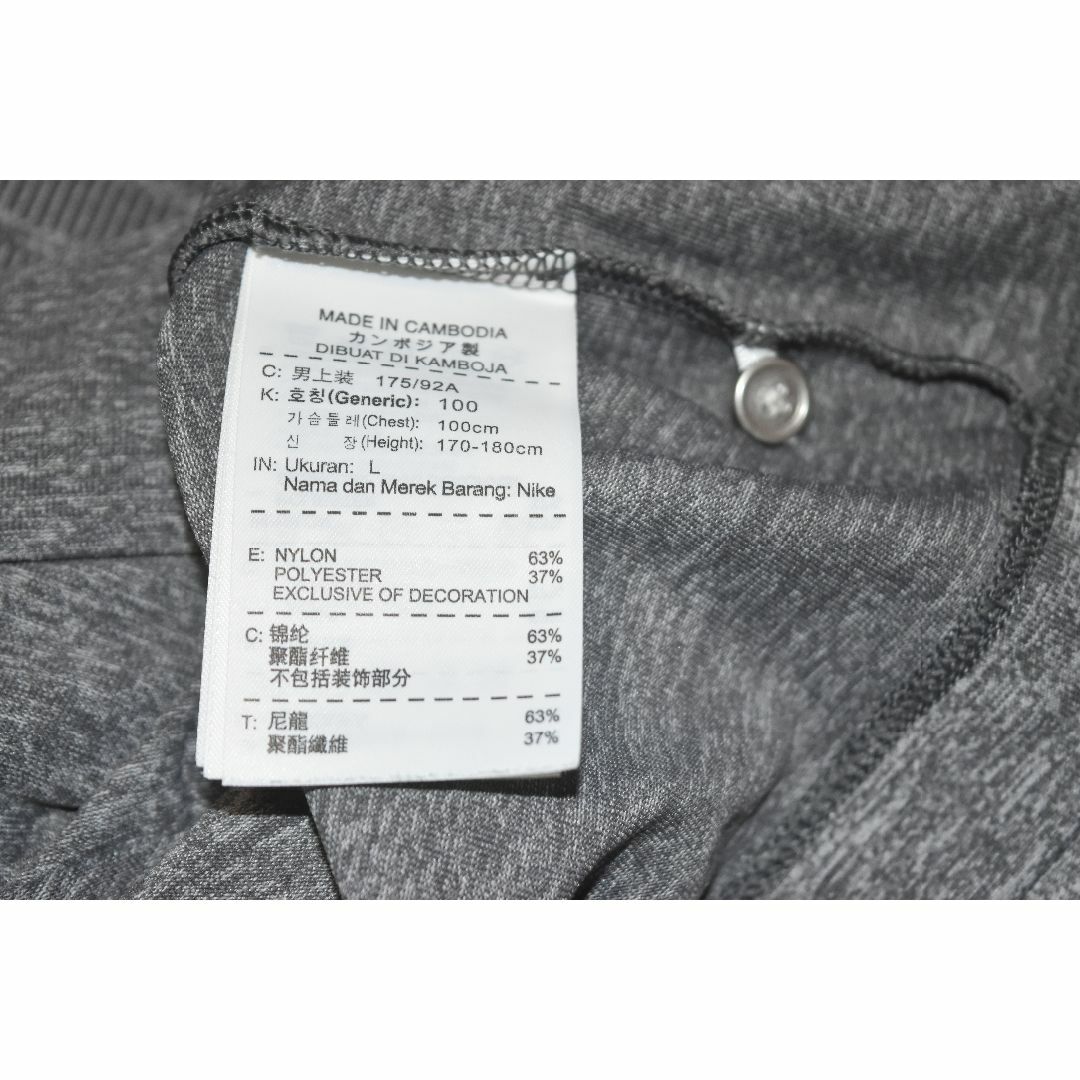 MADE IN CAMBODIA
カンボジア製
DIBUAT DI KAMBOJA
C: 男上装 175/92A
K: 호칭(Generic): 100
가슴둘레(Chest): 100cm
신 장(Height): 170-180cm
IN: Ukuran: L
Nama dan Merek Barang: Nike
E: NYLON 63%
POLYESTER 37%
EXCLUSIVE OF DECORATION
C: 锦纶 63%
聚酯纤维 37%
不包括装饰部分
T: 尼龍 63%
聚酯纖維 37%